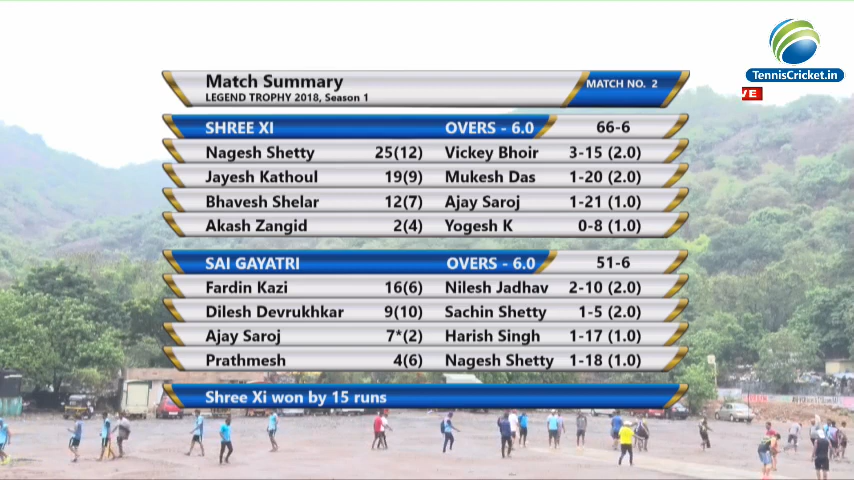 TennisCricket.in
VE
Match Summary
LEGEND TROPHY 2018, Season 1
MATCH NO. 2
SHREE XI OVERS - 6.0 66-6
Nagesh Shetty 25(12) Vickey Bhoir 3-15 (2.0)
Jayesh Kathoul 19(9) Mukesh Das 1-20 (2.0)
Bhavesh Shelar 12(7) Ajay Saroj 1-21 (1.0)
Akash Zangid 2(4) Yogesh K 0-8 (1.0)
SAI GAYATRI OVERS - 6.0 51-6
Fardin Kazi 16(6) Nilesh Jadhav 2-10 (2.0)
Dilesh Devrukhkar 9(10) Sachin Shetty 1-5 (2.0)
Ajay Saroj 7*(2) Harish Singh 1-17 (1.0)
Prathmesh 4(6) Nagesh Shetty 1-18 (1.0)
Shree Xi won by 15 runs